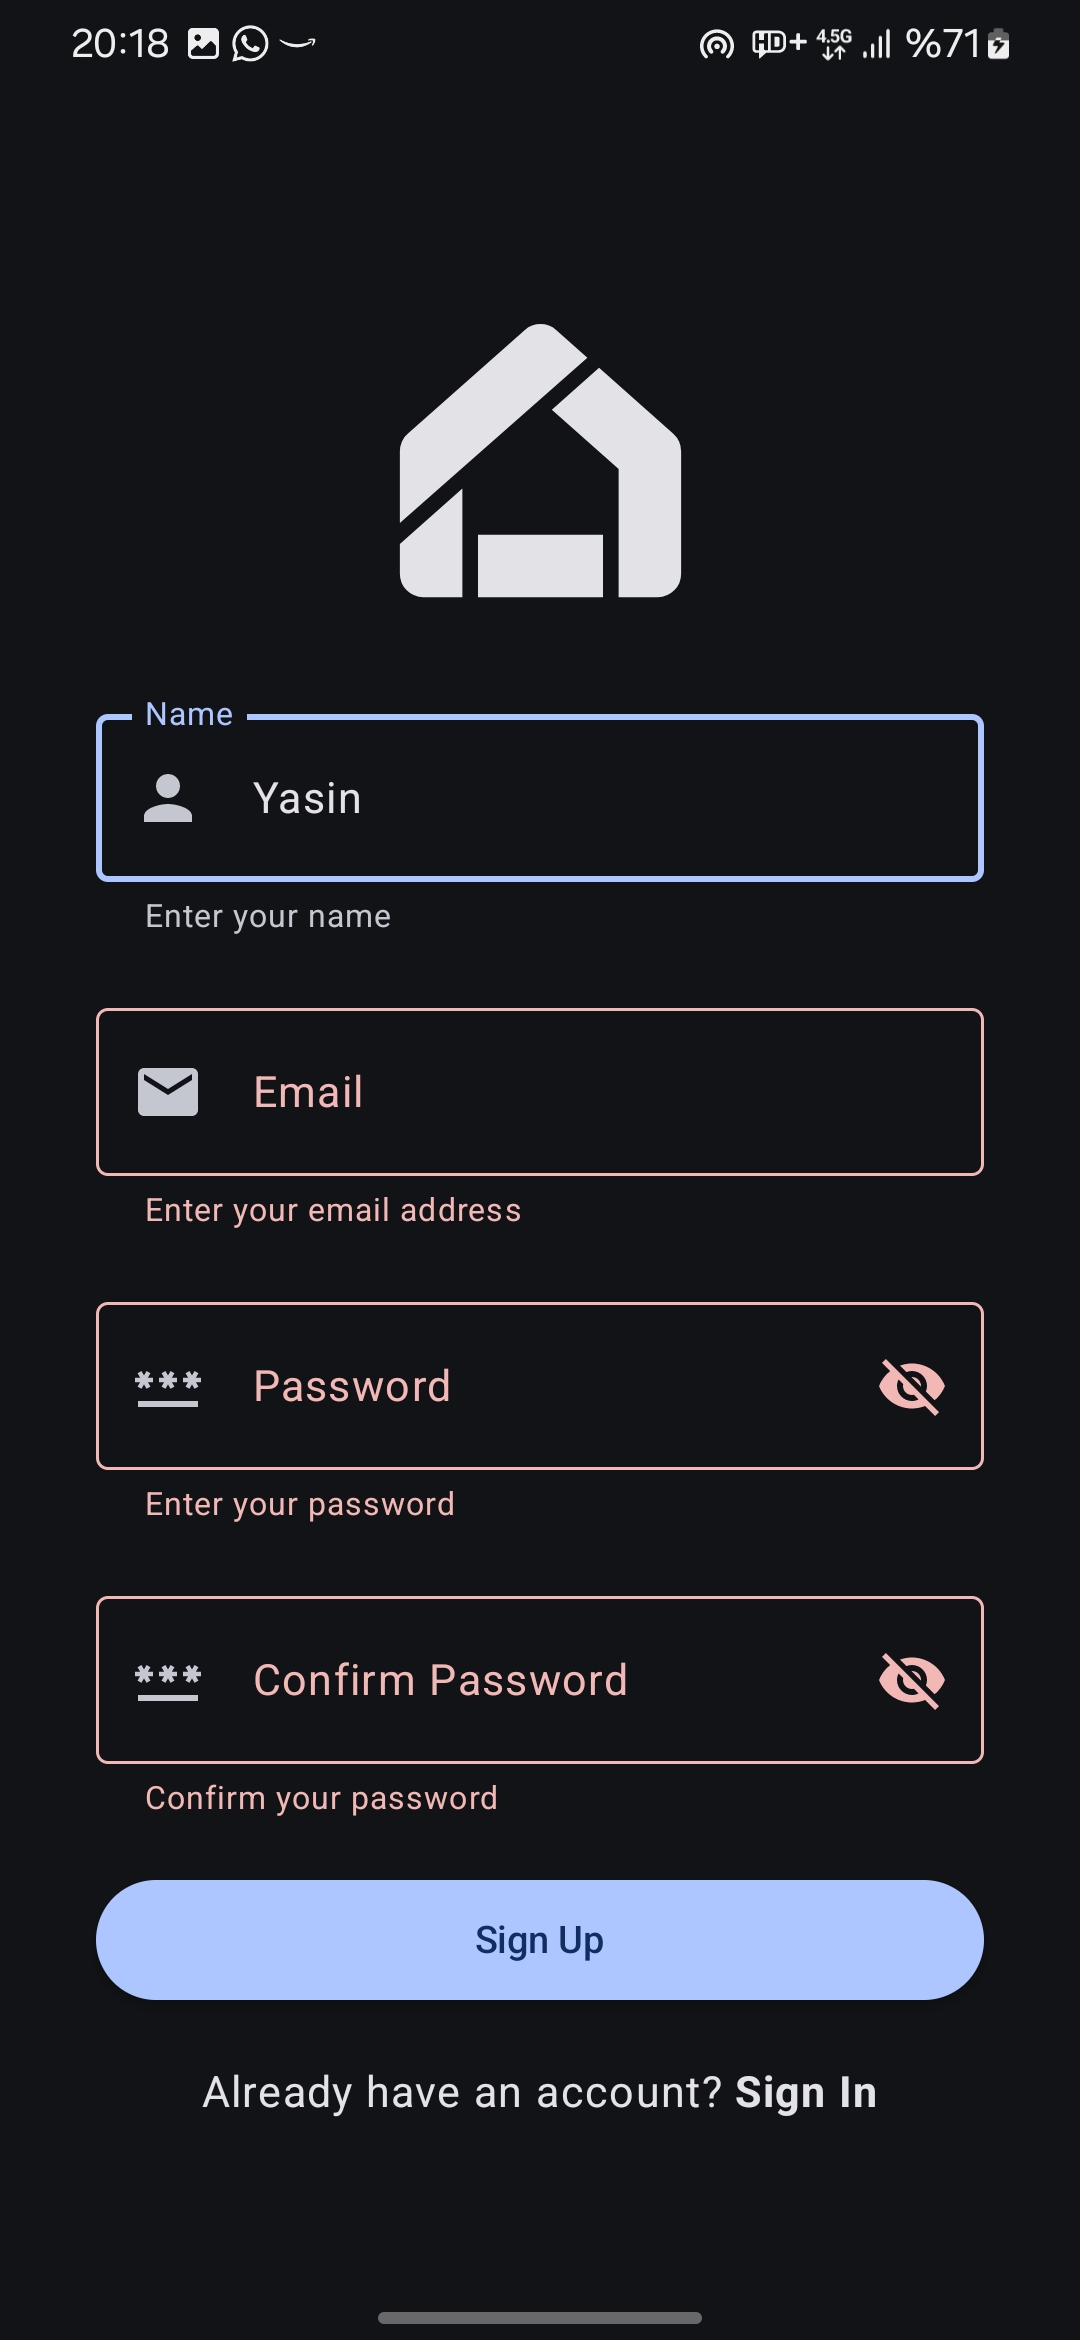 20:18 HD+ 4.5G %71
Name
Yasin
Enter your name
Email
Enter your email address
*** Password
Enter your password
*** Confirm Password
Confirm your password
Sign Up
Already have an account? Sign In